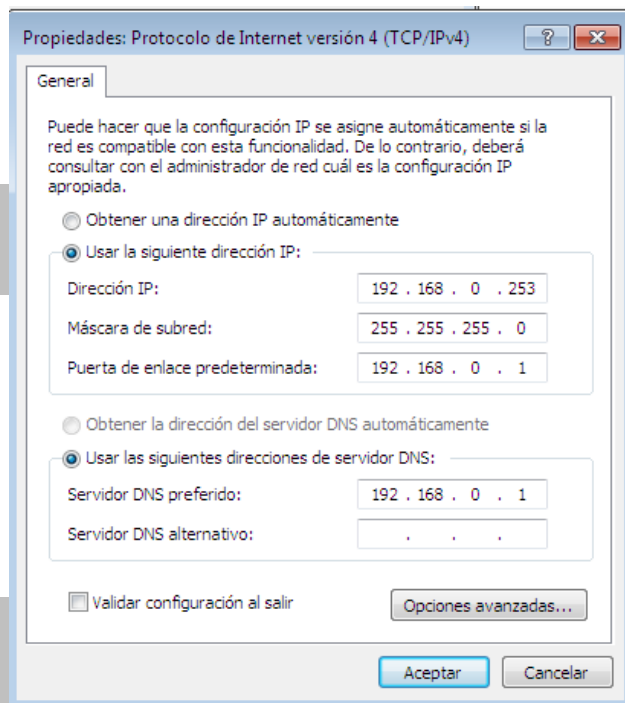 Propiedades: Protocolo de Internet versión 4 (TCP/IPv4)
General
Puede hacer que la configuración IP se asigne automáticamente si la
red es compatible con esta funcionalidad. De lo contrario, deberá
consultar con el administrador de red cuál es la configuración IP
apropiada.
Obtener una dirección IP automáticamente
Usar la siguiente dirección IP:
Dirección IP: 192 . 168 . 0 . 253
Máscara de subred: 255 . 255 . 255 . 0
Puerta de enlace predeterminada: 192 . 168 . 0 . 1
Obtener la dirección del servidor DNS automáticamente
Usar las siguientes direcciones de servidor DNS:
Servidor DNS preferido: 192 . 168 . 0 . 1
Servidor DNS alternativo: . . .
Validar configuración al salir Opciones avanzadas...
Aceptar Cancelar